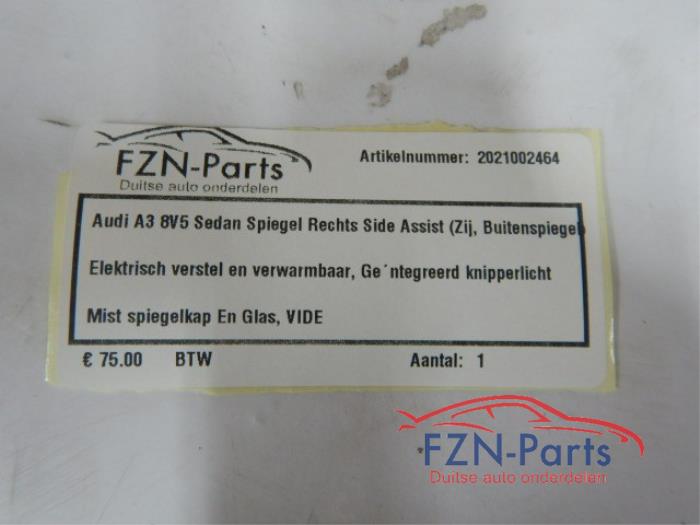 FZN-Parts
Duitse auto onderdelen
Artikelnummer: 2021002464
Audi A3 8V5 Sedan Spiegel Rechts Side Assist (Zij, Buitenspiegel)
Elektrisch verstel en verwarmbaar, Ge´ntegreerd knipperlicht
Mist spiegelkap En Glas, VIDE
€ 75.00 BTW Aantal: 1
FZN-Parts
Duitse auto onderdelen